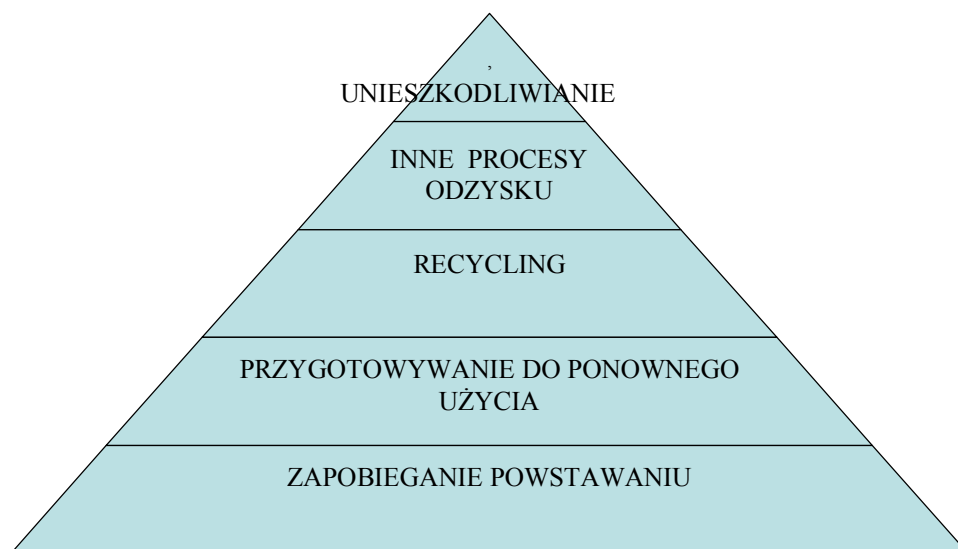 ,
UNIESZKODLIWIANIE
INNE PROCESY
ODZYSKU
RECYCLING
PRZYGOTOWYWANIE DO PONOWNEGO
UŻYCIA
ZAPOBIEGANIE POWSTAWANIU